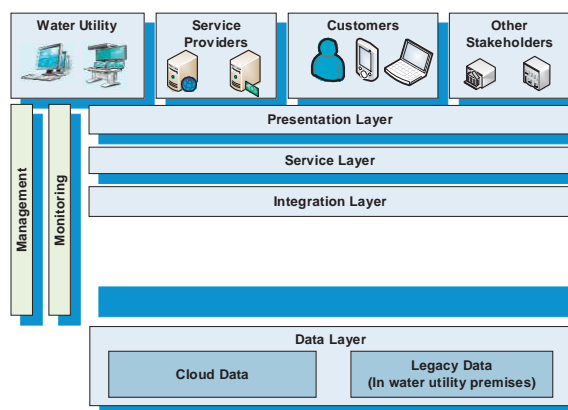 Water Utility
Service
Providers
Customers
Other
Stakeholders
Management
Monitoring
Presentation Layer
Service Layer
Integration Layer
Data Layer
Cloud Data
Legacy Data
(In water utility premises)